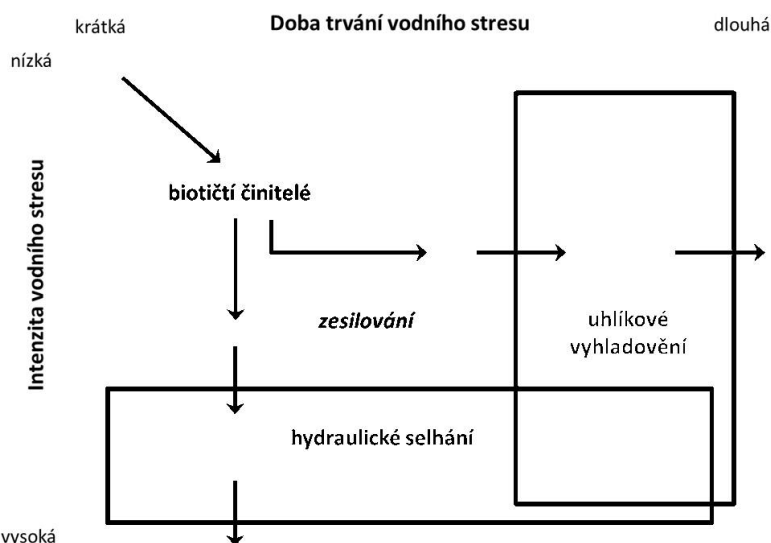 krátká
Doba trvání vodního stresu
dlouhá
nízká
Intenzita vodního stresu
biotičtí činitelé
zesilování
uhlíkové
vyhladovění
hydraulické selhání
vysoká